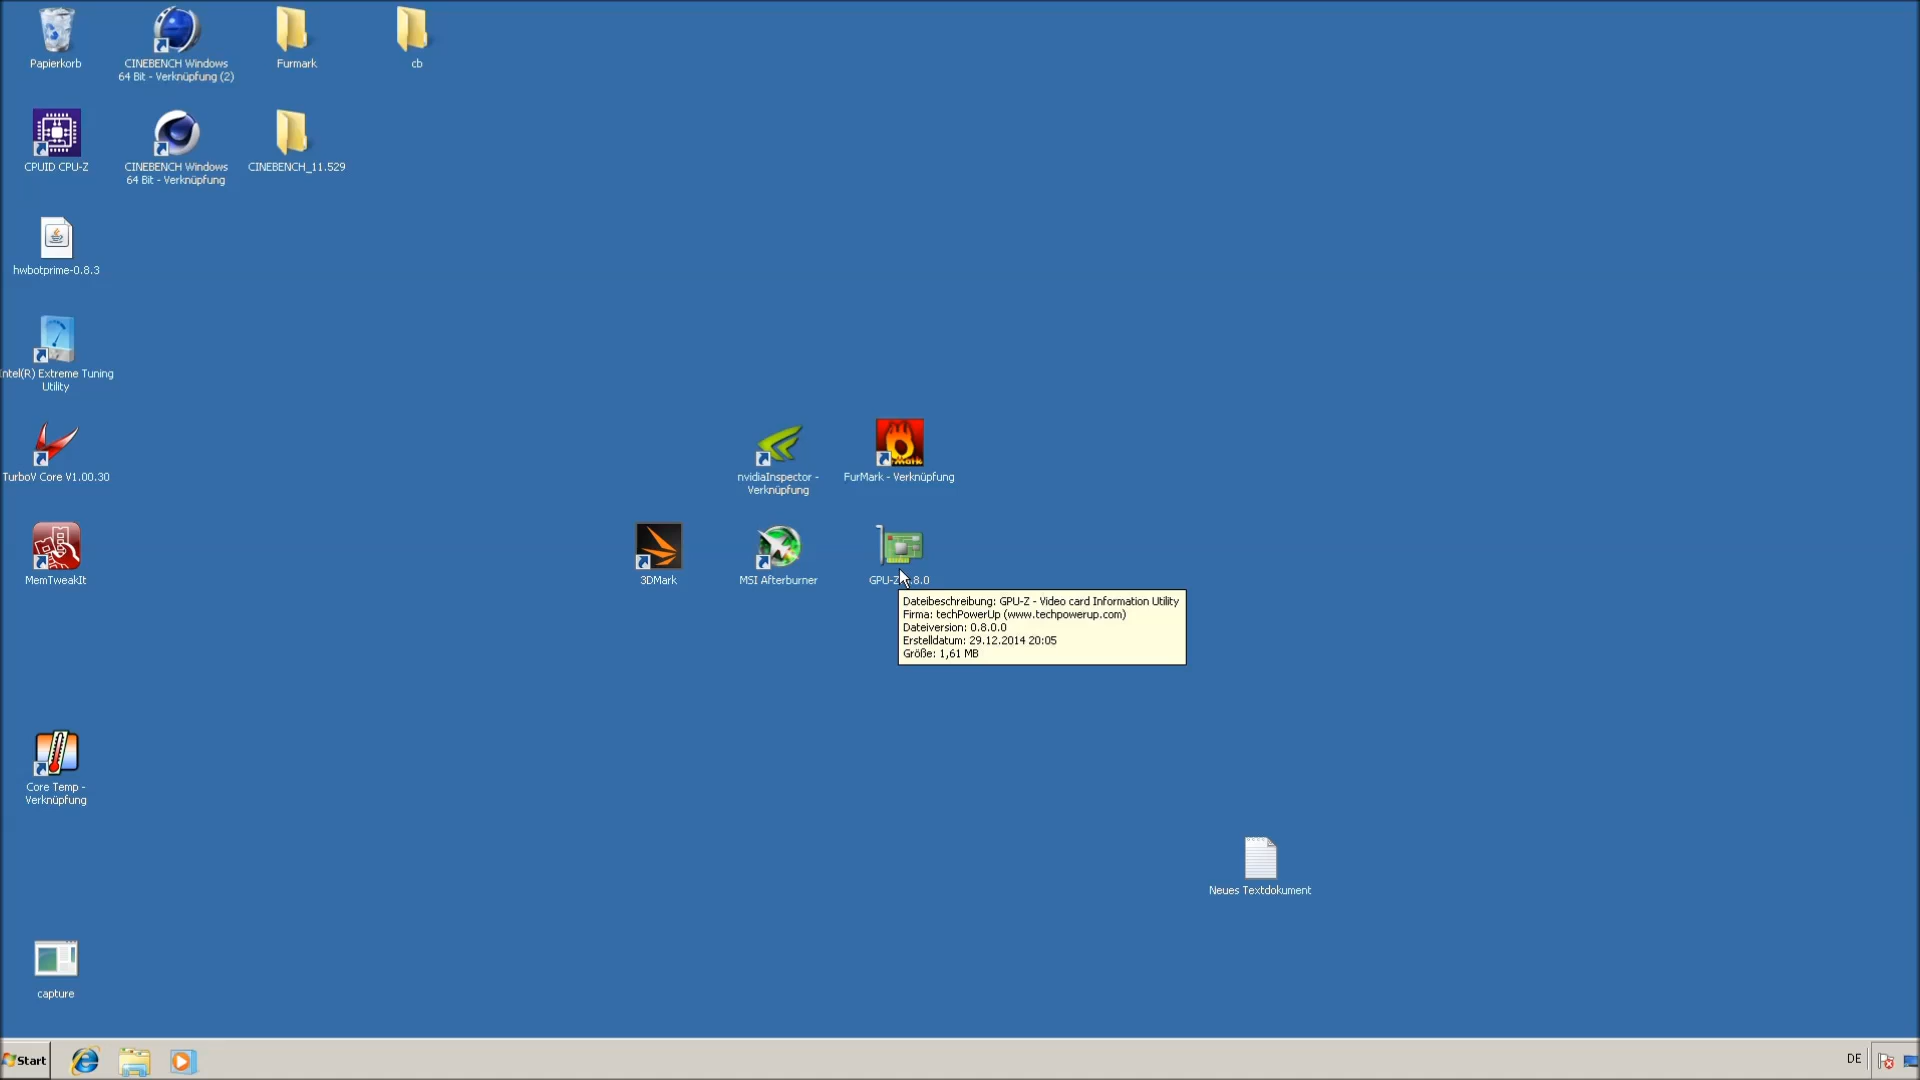 Papierkorb
CINEBENCH Windows
64 Bit - Verknüpfung (2)
Furmark
cb
CPUID CPU-Z
CINEBENCH Windows
64 Bit - Verknüpfung
CINEBENCH_11.529
hwbotprime-0.8.3
Intel(R) Extreme Tuning
Utility
TurboV Core V1.00.30
nvidiaInspector -
Verknüpfung
FurMark - Verknüpfung
MemTweakIt
3DMark
MSI Afterburner
GPU-Z .8.0
Dateibeschreibung: GPU-Z - Video card Information Utility
Firma: techPowerUp (www.techpowerup.com)
Dateiversion: 0.8.0.0
Erstelldatum: 29.12.2014 20:05
Größe: 1,61 MB
Core Temp -
Verknüpfung
Neues Textdokument
capture
Start
DE